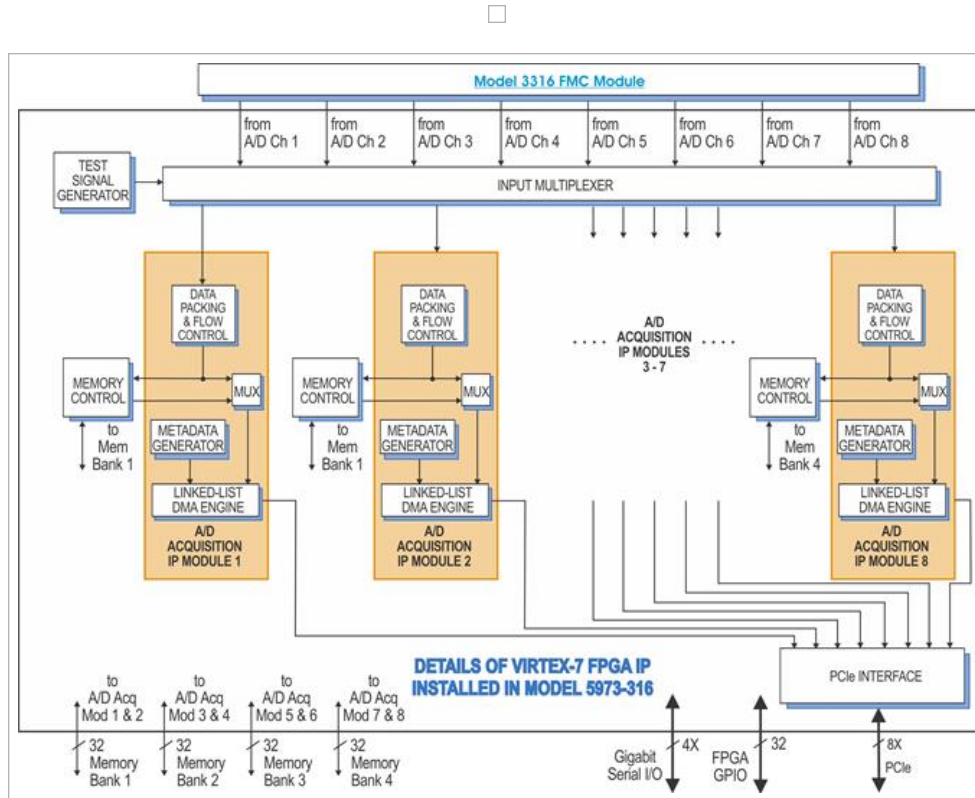 Model 3316 FMC Module
from
A/D Ch 1
from
A/D Ch 2
from
A/D Ch 3
from
A/D Ch 4
from
A/D Ch 5
from
A/D Ch 6
from
A/D Ch 7
from
A/D Ch 8
TEST
SIGNAL
GENERATOR
INPUT MULTIPLEXER
DATA
PACKING
& FLOW
CONTROL
MEMORY
CONTROL
MUX
to
Mem
Bank 1
METADATA
GENERATOR
LINKED-LIST
DMA ENGINE
A/D
ACQUISITION
IP MODULE 1
DATA
PACKING
& FLOW
CONTROL
MEMORY
CONTROL
MUX
to
Mem
Bank 1
METADATA
GENERATOR
LINKED-LIST
DMA ENGINE
A/D
ACQUISITION
IP MODULE 2
A/D
ACQUISITION
IP MODULES
3 - 7
DATA
PACKING
& FLOW
CONTROL
MEMORY
CONTROL
MUX
to
Mem
Bank 4
METADATA
GENERATOR
LINKED-LIST
DMA ENGINE
A/D
ACQUISITION
IP MODULE 8
DETAILS OF VIRTEX-7 FPGA IP
INSTALLED IN MODEL 5973-316
PCIe INTERFACE
to
A/D Acq
Mod 1 & 2
to
A/D Acq
Mod 3 & 4
to
A/D Acq
Mod 5 & 6
to
A/D Acq
Mod 7 & 8
32
Memory
Bank 1
32
Memory
Bank 2
32
Memory
Bank 3
32
Memory
Bank 4
4X
Gigabit
Serial I/O
32
FPGA
GPIO
8X
PCIe